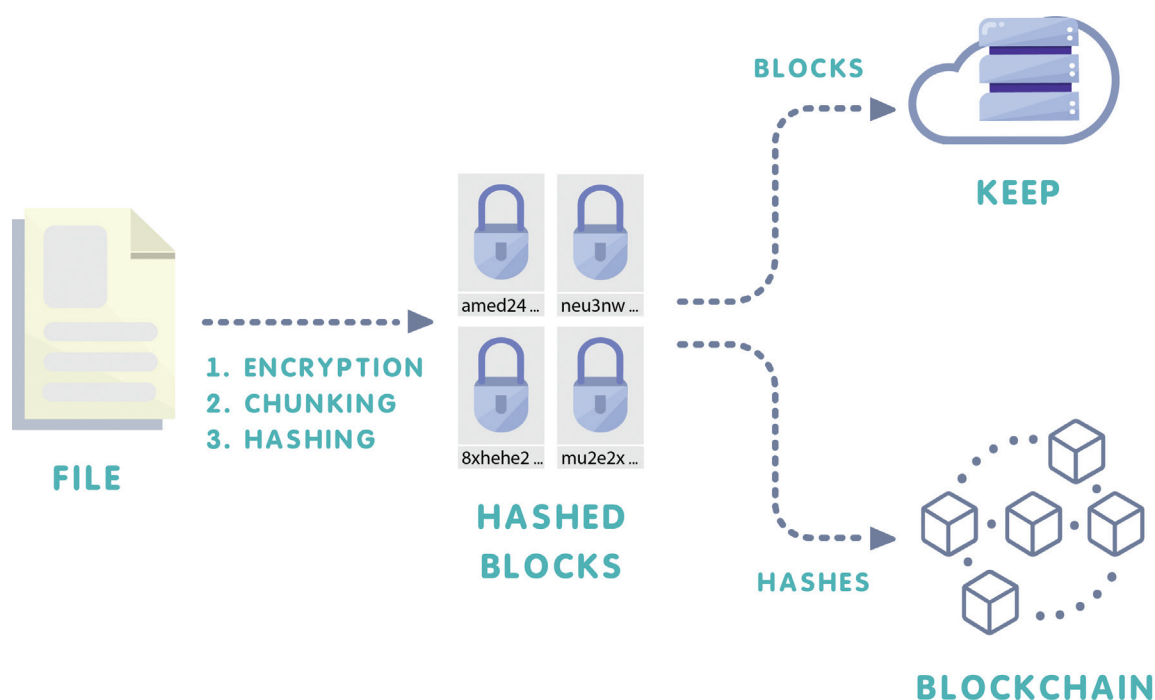 BLOCKS
KEEP
amed24 ...
neu3nw ...
1. ENCRYPTION
2. CHUNKING
3. HASHING
8xhehe2 ...
mu2e2x ...
FILE
HASHED
BLOCKS
HASHES
BLOCKCHAIN